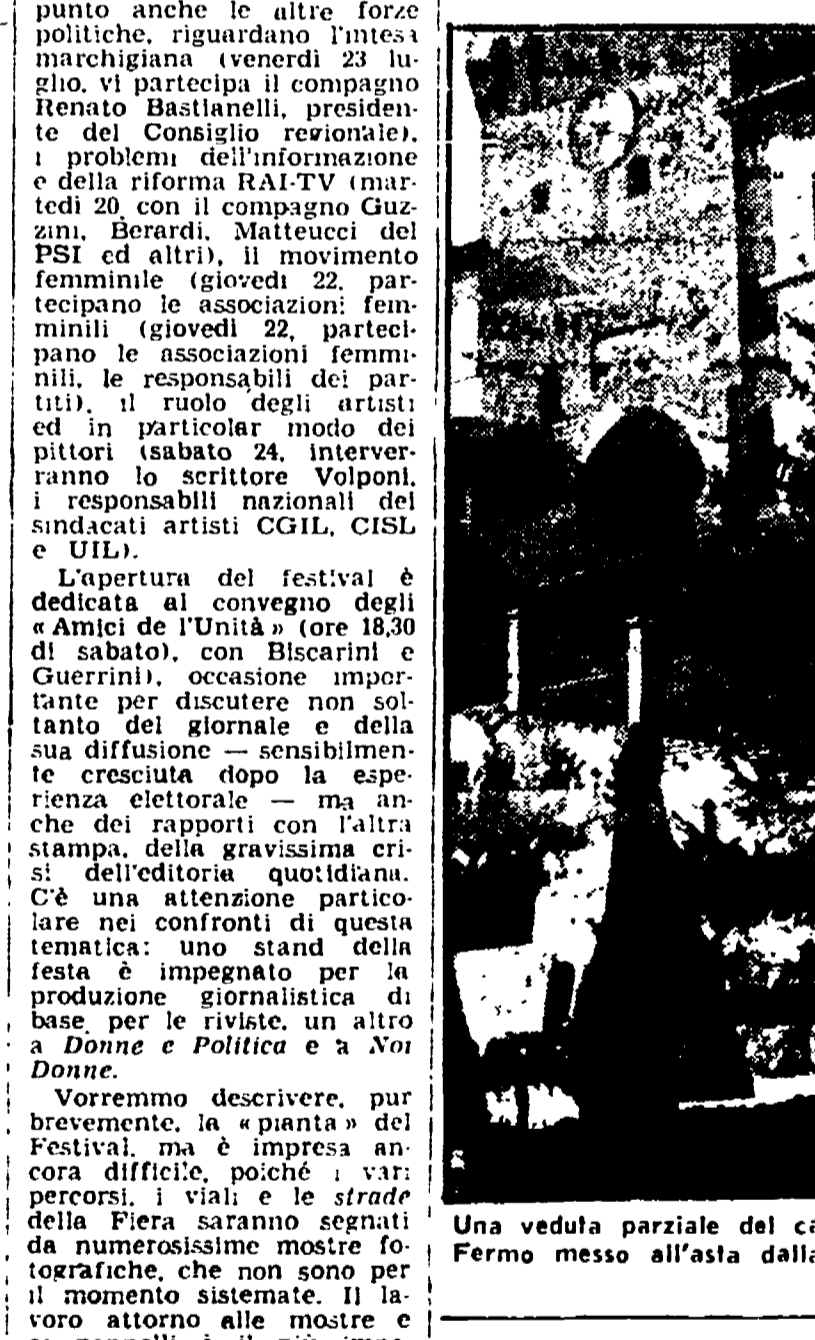 punto anche le altre forze
politiche, riguardano l'intesa
marchigiana (venerdì 23 lu-
glio, vi partecipa il compagno
Renato Bastianelli, presiden-
te del Consiglio regionale),
i problemi dell'informazione
e della riforma RAI-TV (mar-
tedì 20, con il compagno Guz-
zini, Berardi, Matteucci del
PSI ed altri), il movimento
femminile (giovedì 22, par-
tecipano le associazioni fem-
minili (giovedì 22, parteci-
pano le associazioni femmi-
nili, le responsabili dei par-
titi), il ruolo degli artisti
ed in particolar modo dei
pittori (sabato 24, interver-
ranno lo scrittore Volponi,
i responsabili nazionali dei
sindacati artisti CGIL, CISL
e UIL).
L'apertura del festival è
dedicata al convegno degli
« Amici de l'Unità » (ore 18,30
di sabato), con Biscarini e
Guerrini), occasione impor-
tante per discutere non sol-
tanto del giornale e della
sua diffusione — sensibilmen-
te cresciuta dopo la espe-
rienza elettorale — ma an-
che dei rapporti con l'altra
stampa, della gravissima cri-
si dell'editoria quotidiana.
C'è una attenzione partico-
lare nei confronti di questa
tematica: uno stand della
festa è impegnato per la
produzione giornalistica di
base, per le riviste, un altro
a Donne e Politica e a Noi
Donne.
Vorremmo descrivere, pur
brevemente, la « pianta » del
Festival, ma è impresa an-
cora difficile, poiché i vari
percorsi, i viali e le strade
della Fiera saranno segnati
da numerosissime mostre fo-
tografiche, che non sono per
il momento sistemate. Il la-
voro attorno alle mostre e
Una veduta parziale del ca
Fermo messo all'asta dalla